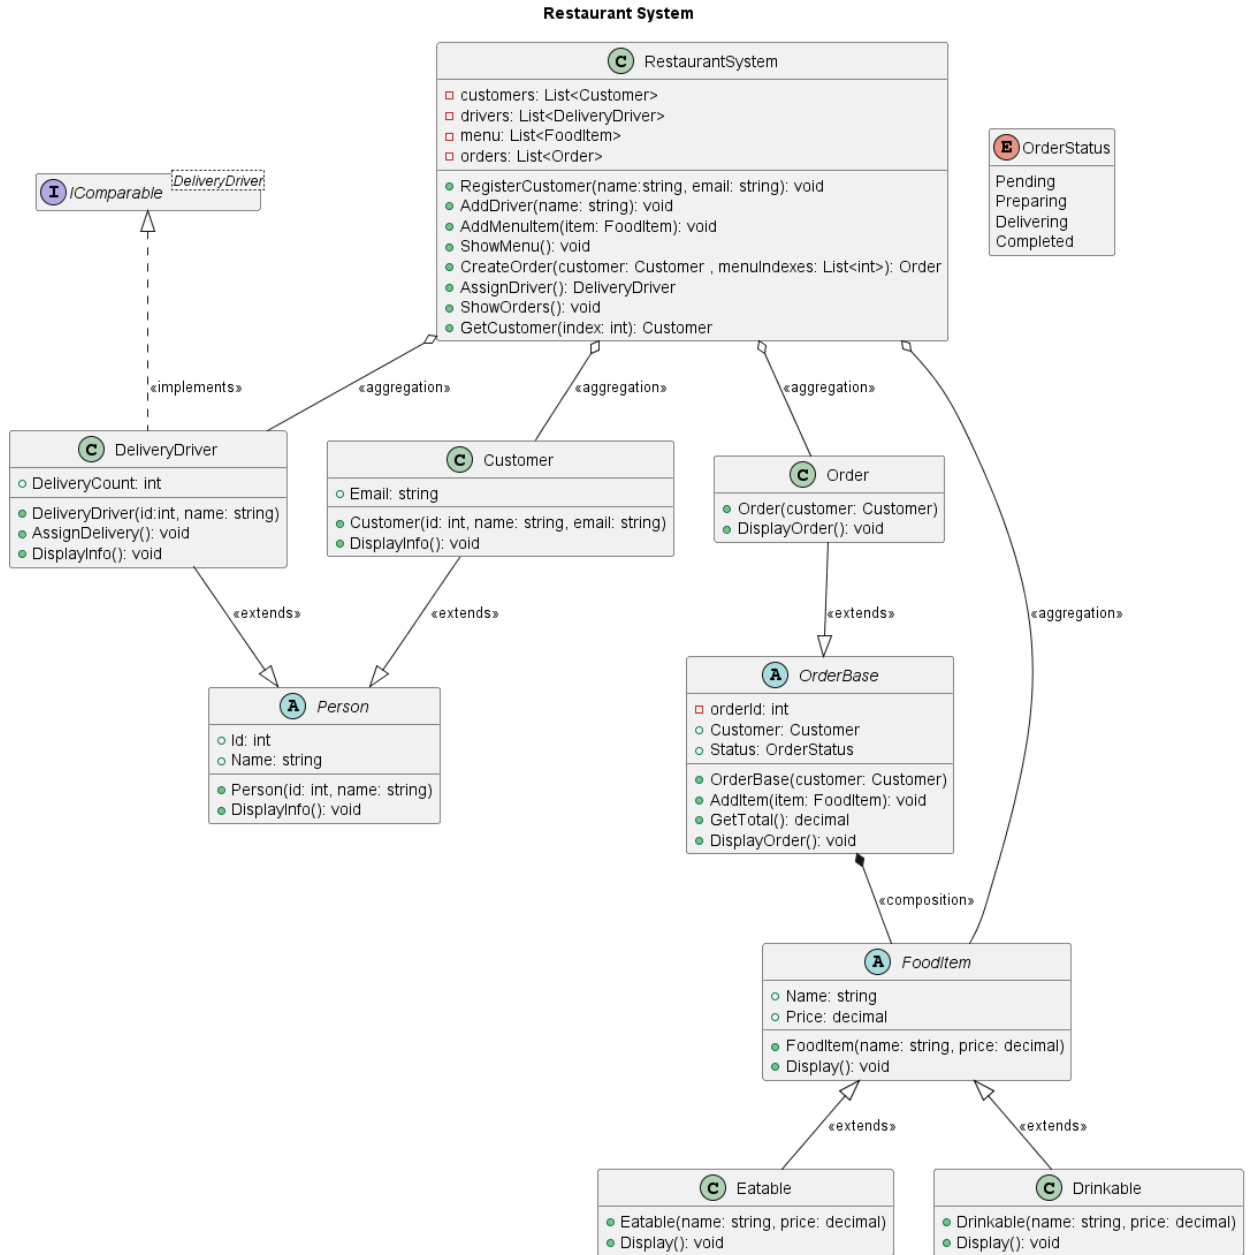 Restaurant System
C RestaurantSystem
customers: List<Customer>
drivers: List<DeliveryDriver>
menu: List<FoodItem>
orders: List<Order>
RegisterCustomer(name:string, email: string): void
AddDriver(name: string): void
AddMenuItem(item: FoodItem): void
ShowMenu(): void
CreateOrder(customer: Customer , menuIndexes: List<int>): Order
AssignDriver(): DeliveryDriver
ShowOrders(): void
GetCustomer(index: int): Customer
E OrderStatus
Pending
Preparing
Delivering
Completed
I IComparable
DeliveryDriver
«implements»
«aggregation»
«aggregation»
«aggregation»
«aggregation»
C DeliveryDriver
DeliveryCount: int
DeliveryDriver(id:int, name: string)
AssignDelivery(): void
DisplayInfo(): void
C Customer
Email: string
Customer(id: int, name: string, email: string)
DisplayInfo(): void
C Order
Order(customer: Customer)
DisplayOrder(): void
«extends»
«extends»
«extends»
A Person
Id: int
Name: string
Person(id: int, name: string)
DisplayInfo(): void
A OrderBase
orderId: int
Customer: Customer
Status: OrderStatus
OrderBase(customer: Customer)
AddItem(item: FoodItem): void
GetTotal(): decimal
DisplayOrder(): void
«composition»
A FoodItem
Name: string
Price: decimal
FoodItem(name: string, price: decimal)
Display(): void
«extends»
«extends»
C Eatable
Eatable(name: string, price: decimal)
Display(): void
C Drinkable
Drinkable(name: string, price: decimal)
Display(): void